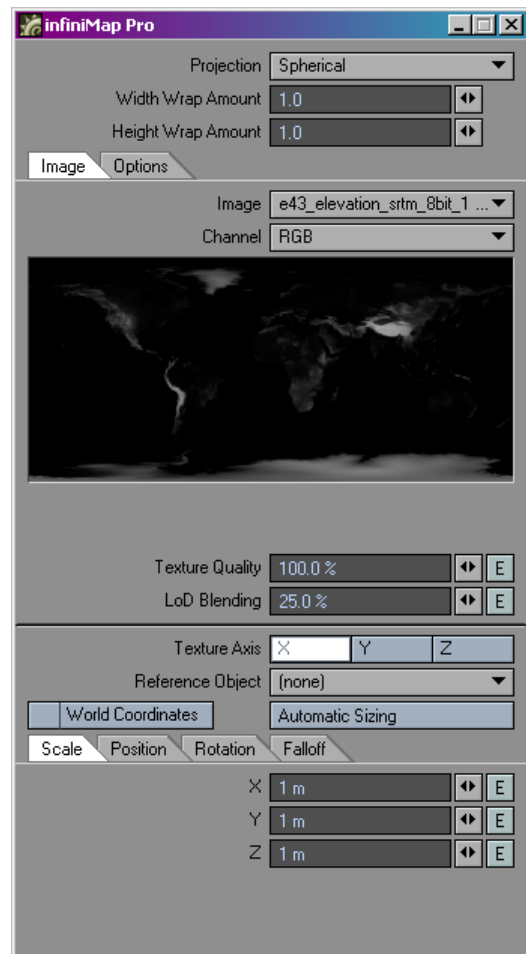 infiniMap Pro
Projection Spherical
Width Wrap Amount 1.0
Height Wrap Amount 1.0
Image Options
Image e43_elevation_srtm_8bit_1 ...
Channel RGB
Texture Quality 100.0 % E
LoD Blending 25.0 % E
Texture Axis X Y Z
Reference Object (none)
World Coordinates Automatic Sizing
Scale Position Rotation Falloff
X 1 m E
Y 1 m E
Z 1 m E